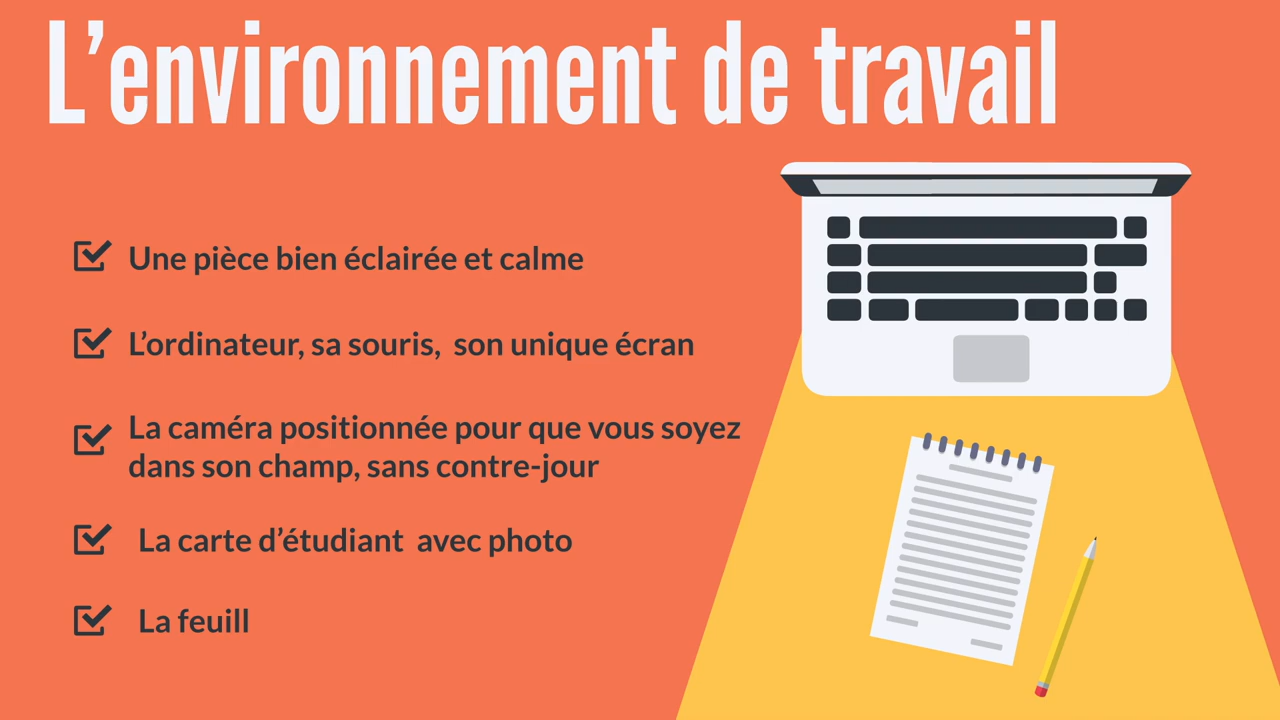 L’environnement de travail
Une pièce bien éclairée et calme
L’ordinateur, sa souris, son unique écran
La caméra positionnée pour que vous soyez
dans son champ, sans contre-jour
La carte d’étudiant avec photo
La feuill